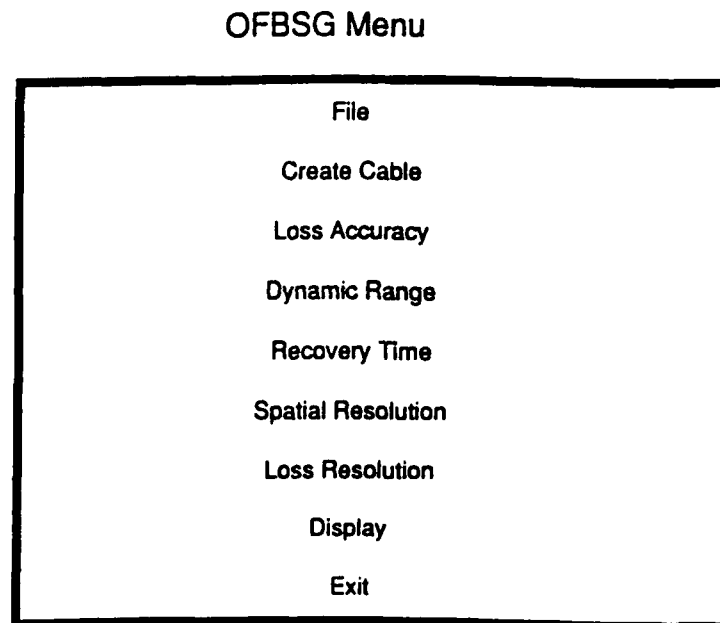 OFBSG Menu
File
Create Cable
Loss Accuracy
Dynamic Range
Recovery Time
Spatial Resolution
Loss Resolution
Display
Exit